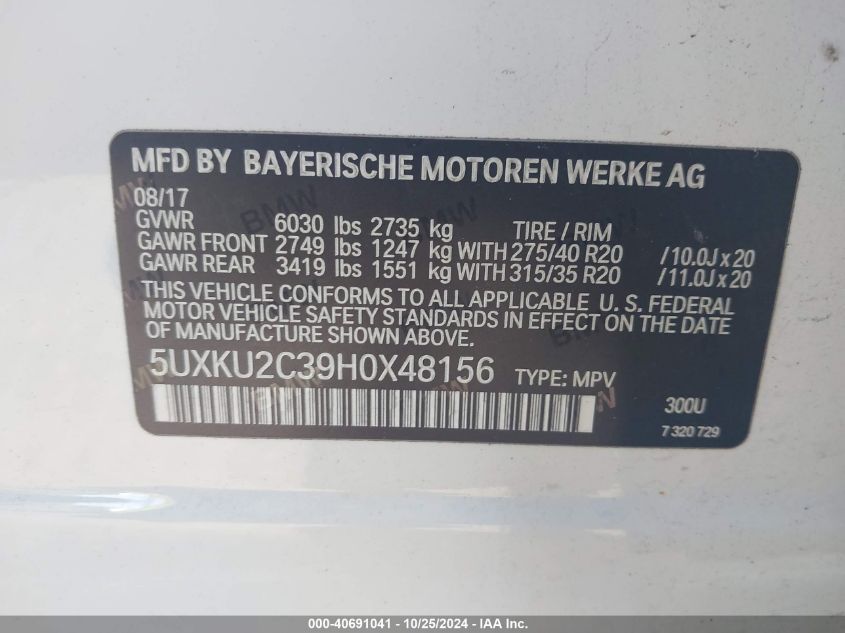 MFD BY BAYERISCHE MOTOREN WERKE AG
08/17
GVWR 6030 lbs 2735 kg TIRE / RIM
GAWR FRONT 2749 lbs 1247 kg WITH 275/40 R20 / 10.0J x 20
GAWR REAR 3419 lbs 1551 kg WITH 315/35 R20 / 11.0J x 20
THIS VEHICLE CONFORMS TO ALL APPLICABLE U. S. FEDERAL
MOTOR VEHICLE SAFETY STANDARDS IN EFFECT ON THE DATE
OF MANUFACTURE SHOWN ABOVE.
5UXKU2C39H0X48156 TYPE: MPV
300U
7 320 729
000-40691041 - 10/25/2024 - IAA Inc.